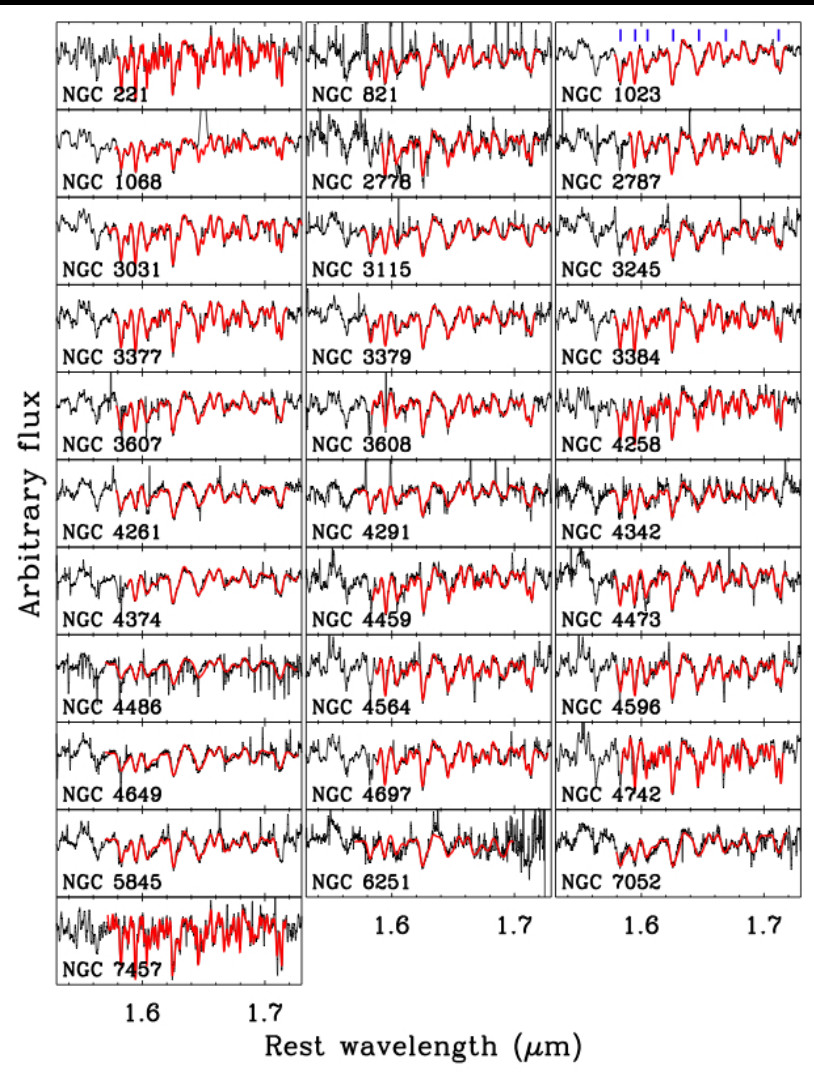 NGC 221 NGC 821 NGC 1023
NGC 1068 NGC 2778 NGC 2787
NGC 3031 NGC 3115 NGC 3245
NGC 3377 NGC 3379 NGC 3384
NGC 3607 NGC 3608 NGC 4258
NGC 4261 NGC 4291 NGC 4342
NGC 4374 NGC 4459 NGC 4473
NGC 4486 NGC 4564 NGC 4596
NGC 4649 NGC 4697 NGC 4742
NGC 5845 NGC 6251 NGC 7052
NGC 7457
1.6 1.7 1.6 1.7
1.6 1.7
Rest wavelength (μm)
Arbitrary flux